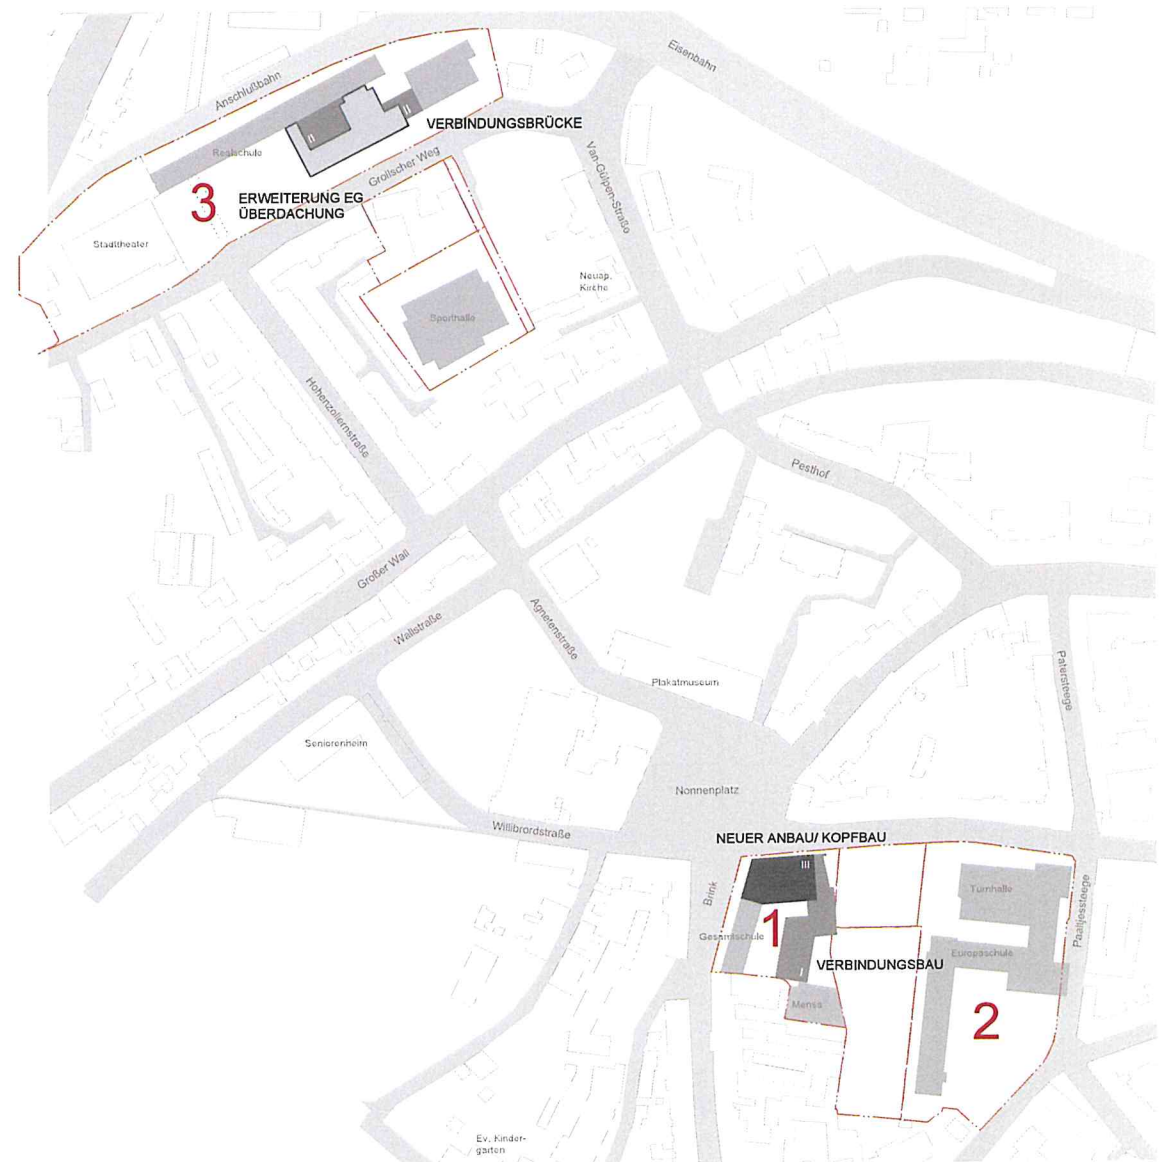 Eisenbahn
Anschlußbahn
VERBINDUNGSBRÜCKE
Realschule
Grollscher Weg
Van-Gülpen-Straße
3
ERWEITERUNG EG
ÜBERDACHUNG
Stadttheater
Neuap.
Kirche
Sporthalle
Hohenzollernstraße
Pesthof
Großer Wall
Wallstraße
Agnetenstraße
Plakatmuseum
Patersteege
Seniorenheim
Nonnenplatz
Willibrordstraße
NEUER ANBAU/ KOPFBAU
Brink
Turnhalle
Paaltjessteege
1
Gesamtschule
Europaschule
VERBINDUNGSBAU
Mensa
2
Ev. Kinder-
garten